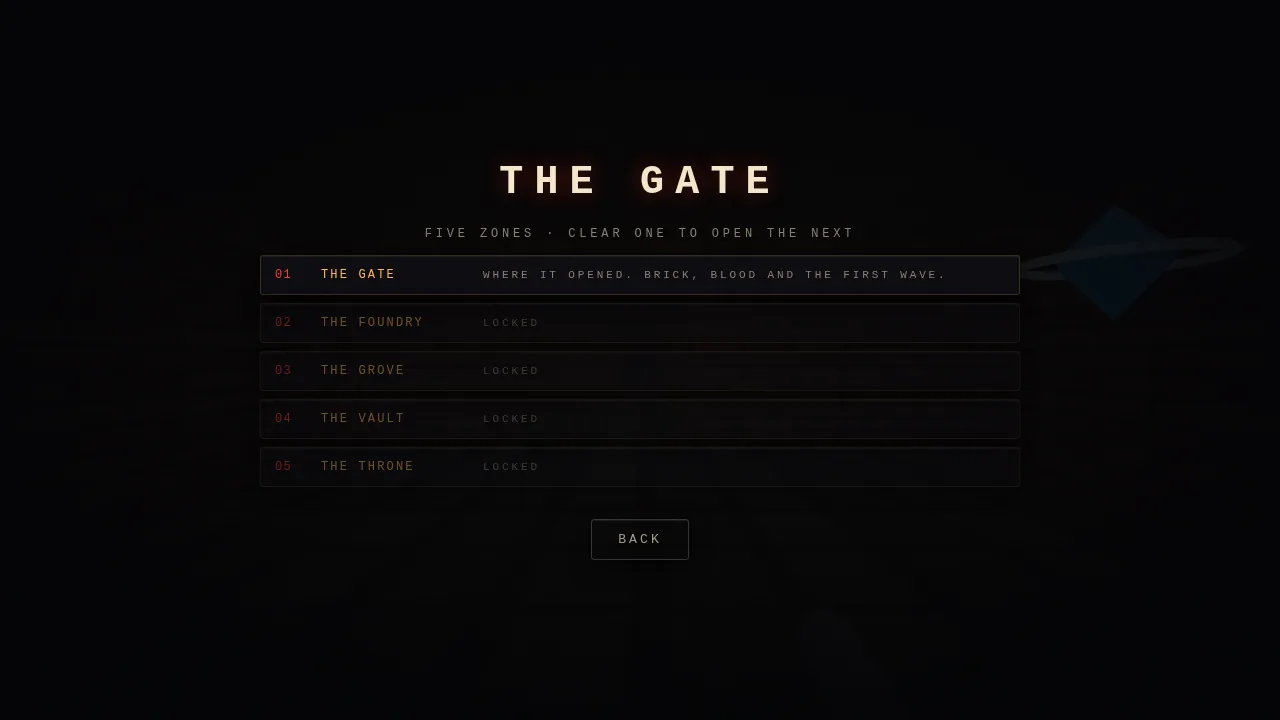 THE GATE
FIVE ZONES · CLEAR ONE TO OPEN THE NEXT
01 THE GATE WHERE IT OPENED. BRICK, BLOOD AND THE FIRST WAVE.
02 THE FOUNDRY LOCKED
03 THE GROVE LOCKED
04 THE VAULT LOCKED
05 THE THRONE LOCKED
BACK